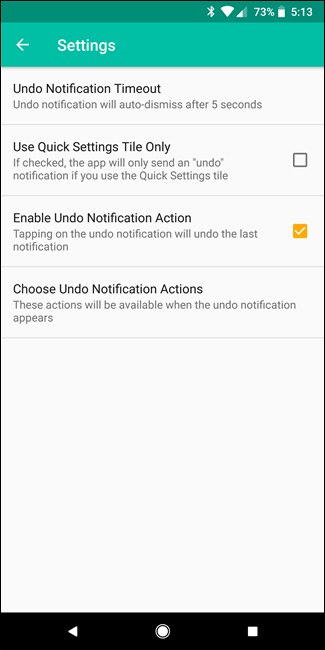 73% 5:13
Settings
Undo Notification Timeout
Undo notification will auto-dismiss after 5 seconds
Use Quick Settings Tile Only
If checked, the app will only send an "undo"
notification if you use the Quick Settings tile
Enable Undo Notification Action
Tapping on the undo notification will undo the last
notification
Choose Undo Notification Actions
These actions will be available when the undo notification
appears